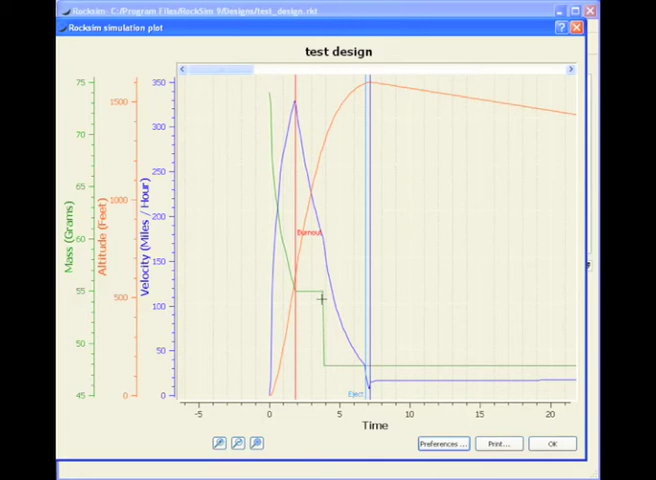 Rocksim- C:/Program Files/RockSim 9/Designs/test_design.rkt
Rocksim simulation plot
test design
Mass (Grams)
75
70
65
60
55
50
45
Altitude (Feet)
1500
1000
500
0
Velocity (Miles / Hour)
350
300
250
200
150
100
50
0
Burnout
Eject
-5
0
5
10
15
20
Time
Preferences ...
Print...
OK